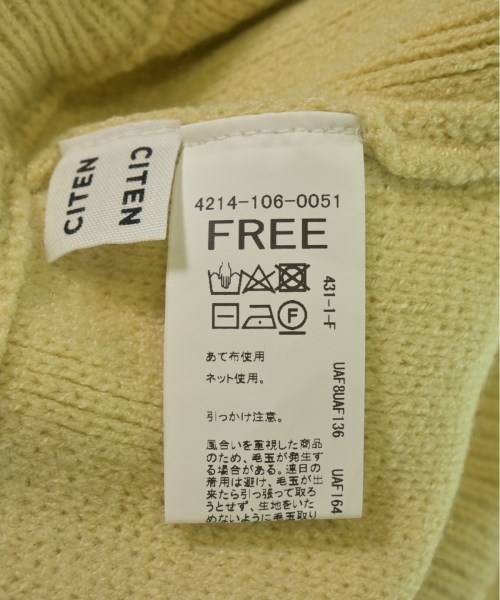 CITEN
CITEN
4214-106-0051
FREE
F
431-1-F
あて布使用
ネット使用。
引っかけ注意。
UAF8UAF136 UAF164
風合いを重視した商品
のため、毛玉が発生す
る場合がある。連日の
着用は避け、毛玉が出
来たら引っ張って取ろ
うとせず、生地をいた
めないように毛玉取り